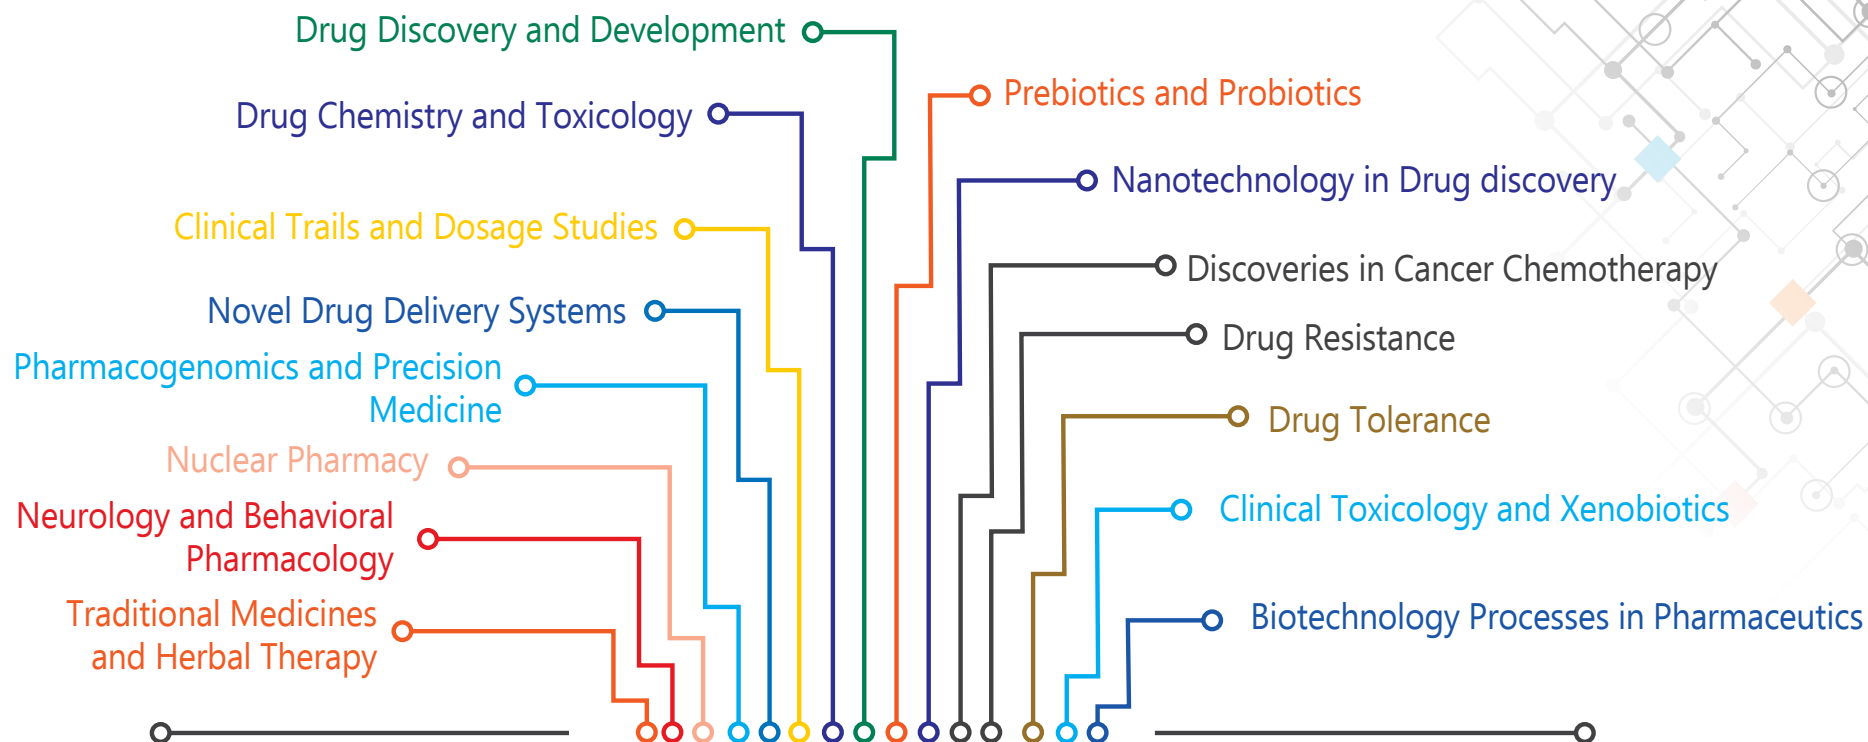 Drug Discovery and Development
Drug Chemistry and Toxicology
Clinical Trails and Dosage Studies
Novel Drug Delivery Systems
Pharmacogenomics and Precision
Medicine
Nuclear Pharmacy
Neurology and Behavioral
Pharmacology
Traditional Medicines
and Herbal Therapy
Prebiotics and Probiotics
Nanotechnology in Drug discovery
Discoveries in Cancer Chemotherapy
Drug Resistance
Drug Tolerance
Clinical Toxicology and Xenobiotics
Biotechnology Processes in Pharmaceutics